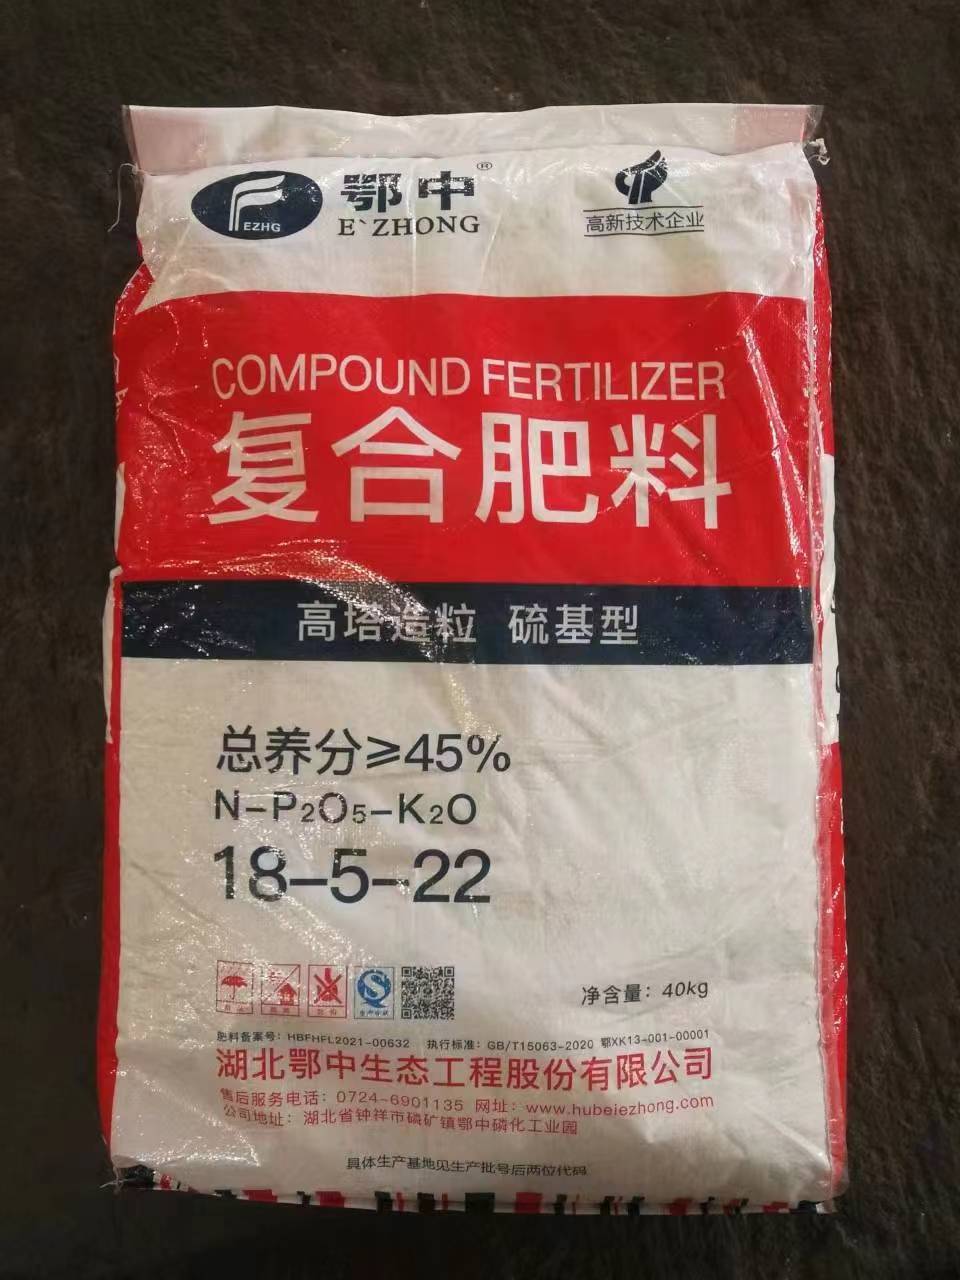 EZHG
鄂中®
E`ZHONG
高新技术企业
COMPOUND FERTILIZER
复合肥料
高塔造粒 硫基型
总养分≥45%
N-P2O5-K2O
18-5-22
净含量：40kg
肥料备案号：HBFHFL2021-00632 执行标准：GB/T15063-2020 鄂XK13-001-00001
湖北鄂中生态工程股份有限公司
售后服务电话：0724-6901135 网址：www.hubeiezhong.com
公司地址：湖北省钟祥市磷矿镇鄂中磷化工业园
具体生产基地见生产批号后两位代码